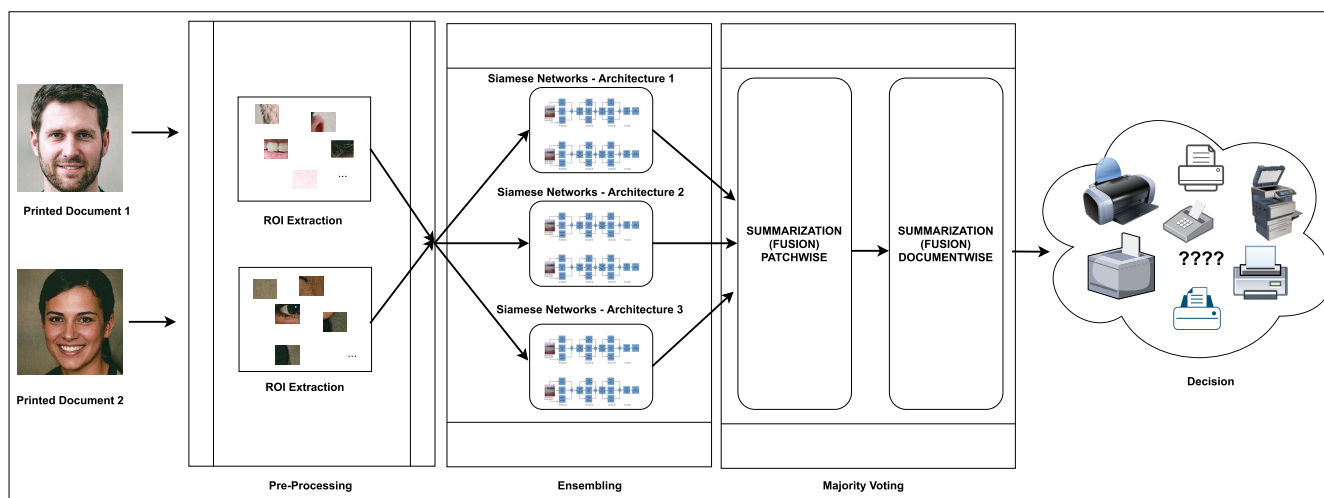 Printed Document 1
Printed Document 2
...
ROI Extraction
...
ROI Extraction
Pre-Processing
Siamese Networks - Architecture 1
Siamese Networks - Architecture 2
Siamese Networks - Architecture 3
Ensembling
SUMMARIZATION
(FUSION)
PATCHWISE
SUMMARIZATION
(FUSION)
DOCUMENTWISE
Majority Voting
????
Decision